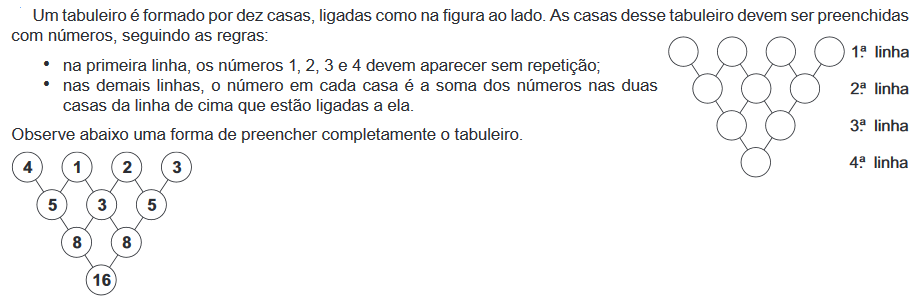 Um tabuleiro é formado por dez casas, ligadas como na figura ao lado. As casas desse tabuleiro devem ser preenchidas
com números, seguindo as regras:
• na primeira linha, os números 1, 2, 3 e 4 devem aparecer sem repetição;
• nas demais linhas, o número em cada casa é a soma dos números nas duas
casas da linha de cima que estão ligadas a ela.
1.ª linha
2.ª linha
3.ª linha
4.ª linha
Observe abaixo uma forma de preencher completamente o tabuleiro.
4 1 2 3
5 3 5
8 8
16